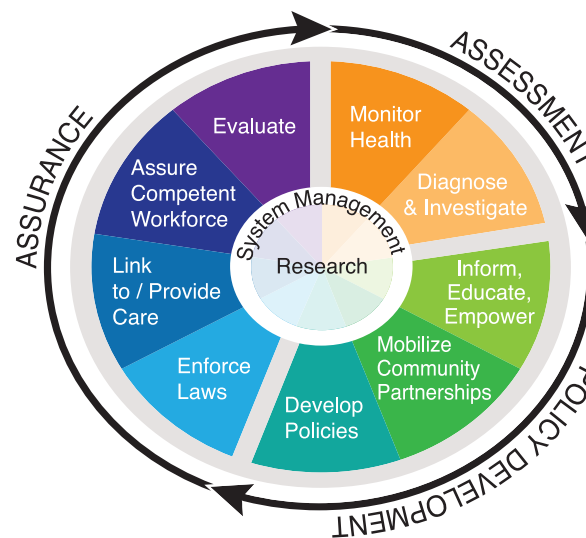 ASSESSMENT
Monitor
Health
Diagnose
& Investigate
POLICY DEVELOPMENT
Inform,
Educate,
Empower
Mobilize
Community
Partnerships
Develop
Policies
ASSURANCE
Enforce
Laws
Link
to / Provide
Care
Assure
Competent
Workforce
Evaluate
System Management
Research